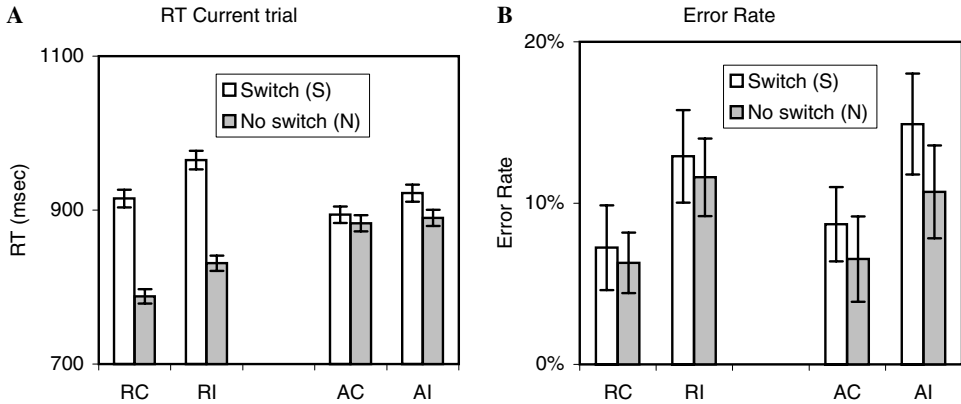 A
RT Current trial
1100
900
700
RT (msec)
Switch (S)
No switch (N)
RC RI AC AI
B
Error Rate
20%
10%
0%
Error Rate
Switch (S)
No switch (N)
RC RI AC AI